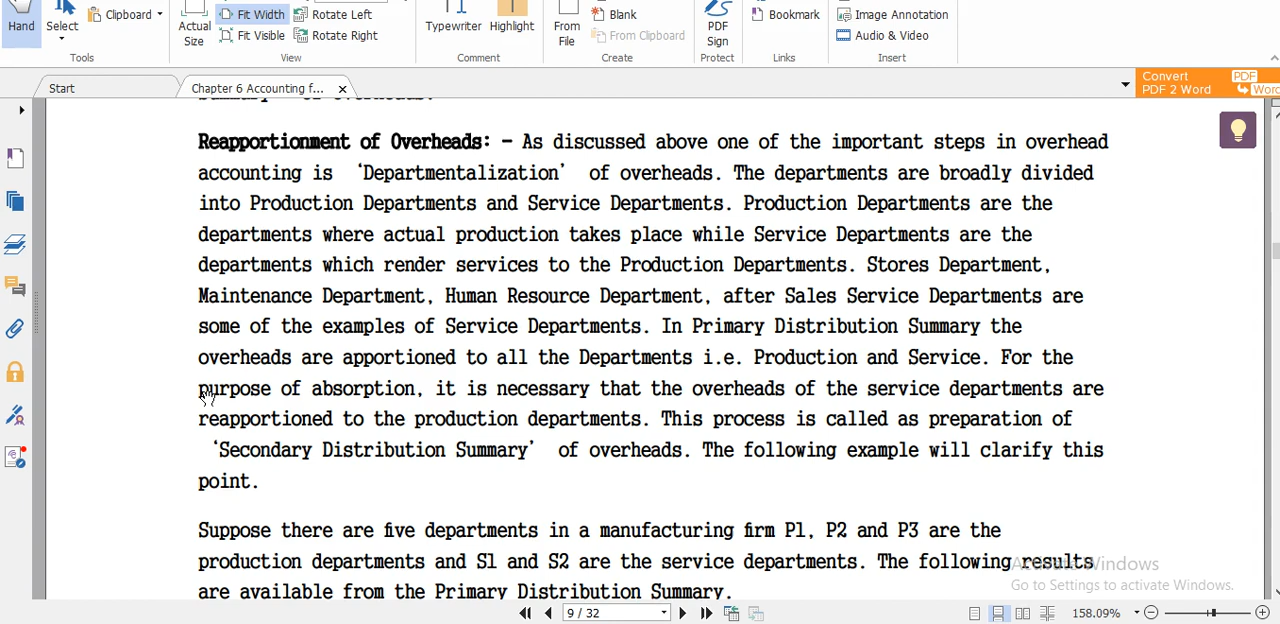 Hand
Select
Clipboard
Tools
Actual
Size
Fit Width
Fit Visible
Rotate Left
Rotate Right
View
Typewriter
Highlight
Comment
From
File
Blank
From Clipboard
Create
PDF
Sign
Protect
Bookmark
Links
Image Annotation
Audio & Video
Insert
Start
Chapter 6 Accounting f...
Convert
PDF 2 Word
PDF
Word
Reapportionment of Overheads: - As discussed above one of the important steps in overhead
accounting is ‘Departmentalization’ of overheads. The departments are broadly divided
into Production Departments and Service Departments. Production Departments are the
departments where actual production takes place while Service Departments are the
departments which render services to the Production Departments. Stores Department,
Maintenance Department, Human Resource Department, after Sales Service Departments are
some of the examples of Service Departments. In Primary Distribution Summary the
overheads are apportioned to all the Departments i.e. Production and Service. For the
purpose of absorption, it is necessary that the overheads of the service departments are
reapportioned to the production departments. This process is called as preparation of
‘Secondary Distribution Summary’ of overheads. The following example will clarify this
point.
Suppose there are five departments in a manufacturing firm P1, P2 and P3 are the
production departments and S1 and S2 are the service departments. The following results
are available from the Primary Distribution Summary.
Activate Windows
Go to Settings to activate Windows.
9 / 32
158.09%